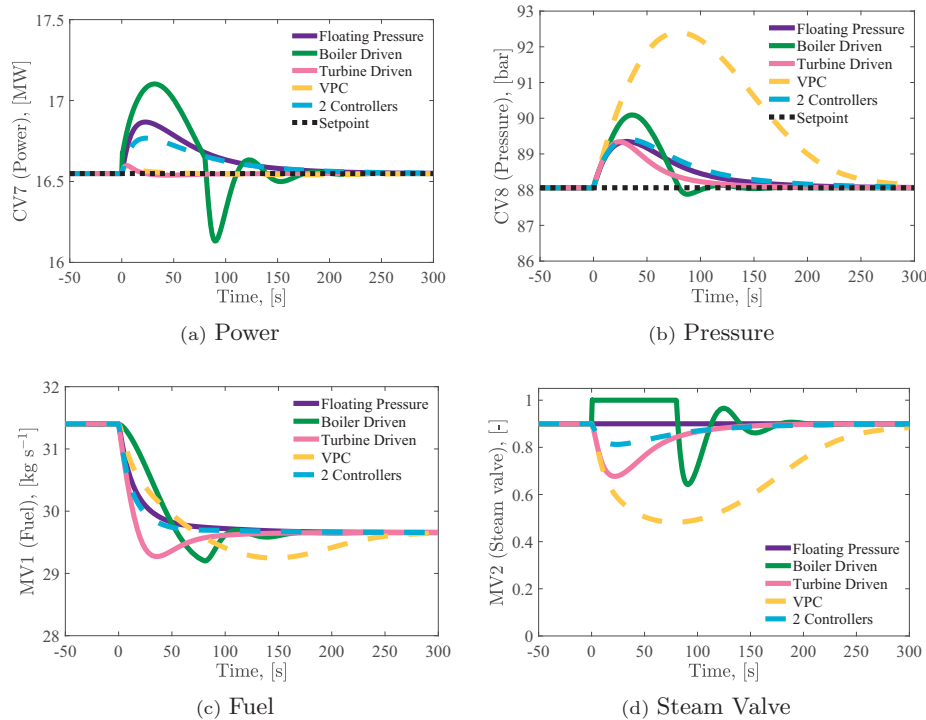 17.5
17
16.5
16
CV7 (Power), [MW]
Floating Pressure
Boiler Driven
Turbine Driven
VPC
2 Controllers
Setpoint
-50 0 50 100 150 200 250 300
Time, [s]
(a) Power
93
92
91
90
89
88
87
86
CV8 (Pressure), [bar]
Floating Pressure
Boiler Driven
Turbine Driven
VPC
2 Controllers
Setpoint
-50 0 50 100 150 200 250 300
Time, [s]
(b) Pressure
32
31
30
29
28
MV1 (Fuel), [kg s⁻¹]
Floating Pressure
Boiler Driven
Turbine Driven
VPC
2 Controllers
-50 0 50 100 150 200 250 300
Time, [s]
(c) Fuel
1
0.8
0.6
0.4
0.2
0
MV2 (Steam valve), [-]
Floating Pressure
Boiler Driven
Turbine Driven
VPC
2 Controllers
-50 0 50 100 150 200 250 300
Time, [s]
(d) Steam Valve